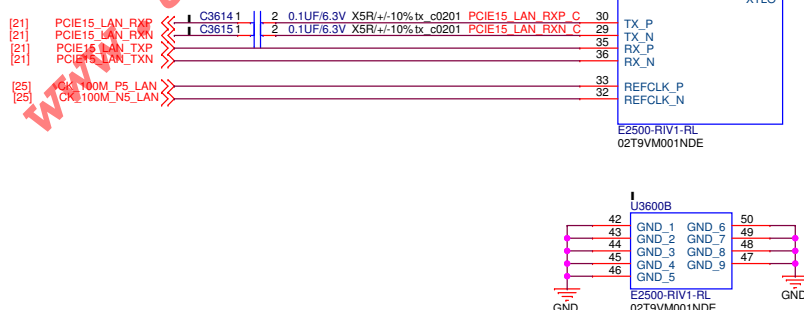 [21] PCIE15_LAN_RXP C3614 1 2 0.1UF/6.3V X5R/+/-10% tx_c0201 PCIE15_LAN_RXP_C 30 TX_P
[21] PCIE15_LAN_RXN C3615 1 2 0.1UF/6.3V X5R/+/-10% tx_c0201 PCIE15_LAN_RXN_C 29 TX_N
[21] PCIE15_LAN_TXP 35 RX_P
[21] PCIE15_LAN_TXN 36 RX_N
[25] CK_100M_P5_LAN 33 REFCLK_P
[25] CK_100M_N5_LAN 32 REFCLK_N
www.
E2500-RIV1-RL
02T9VM001NDE
U3600B
42 GND_1 GND_6 50
43 GND_2 GND_7 49
44 GND_3 GND_8 48
45 GND_4 GND_9 47
46 GND_5
E2500-RIV1-RL
02T9VM001NDE
GND
GND